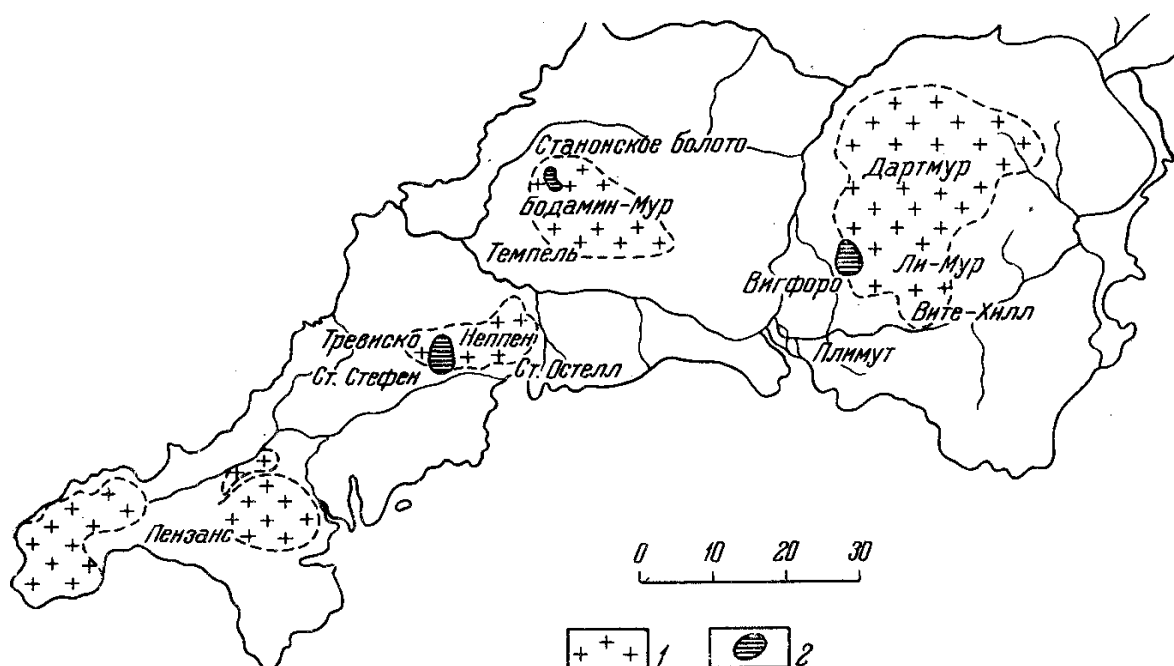 Станонское болото
Бодамин-Мур
Темпель
Дартмур
Ли-Мур
Вигфоро
Вите-Хилл
Плимут
Тревиско
Неппен
Ст. Стефен
Ст. Остелл
Пензанс
0 10 20 30
1 2